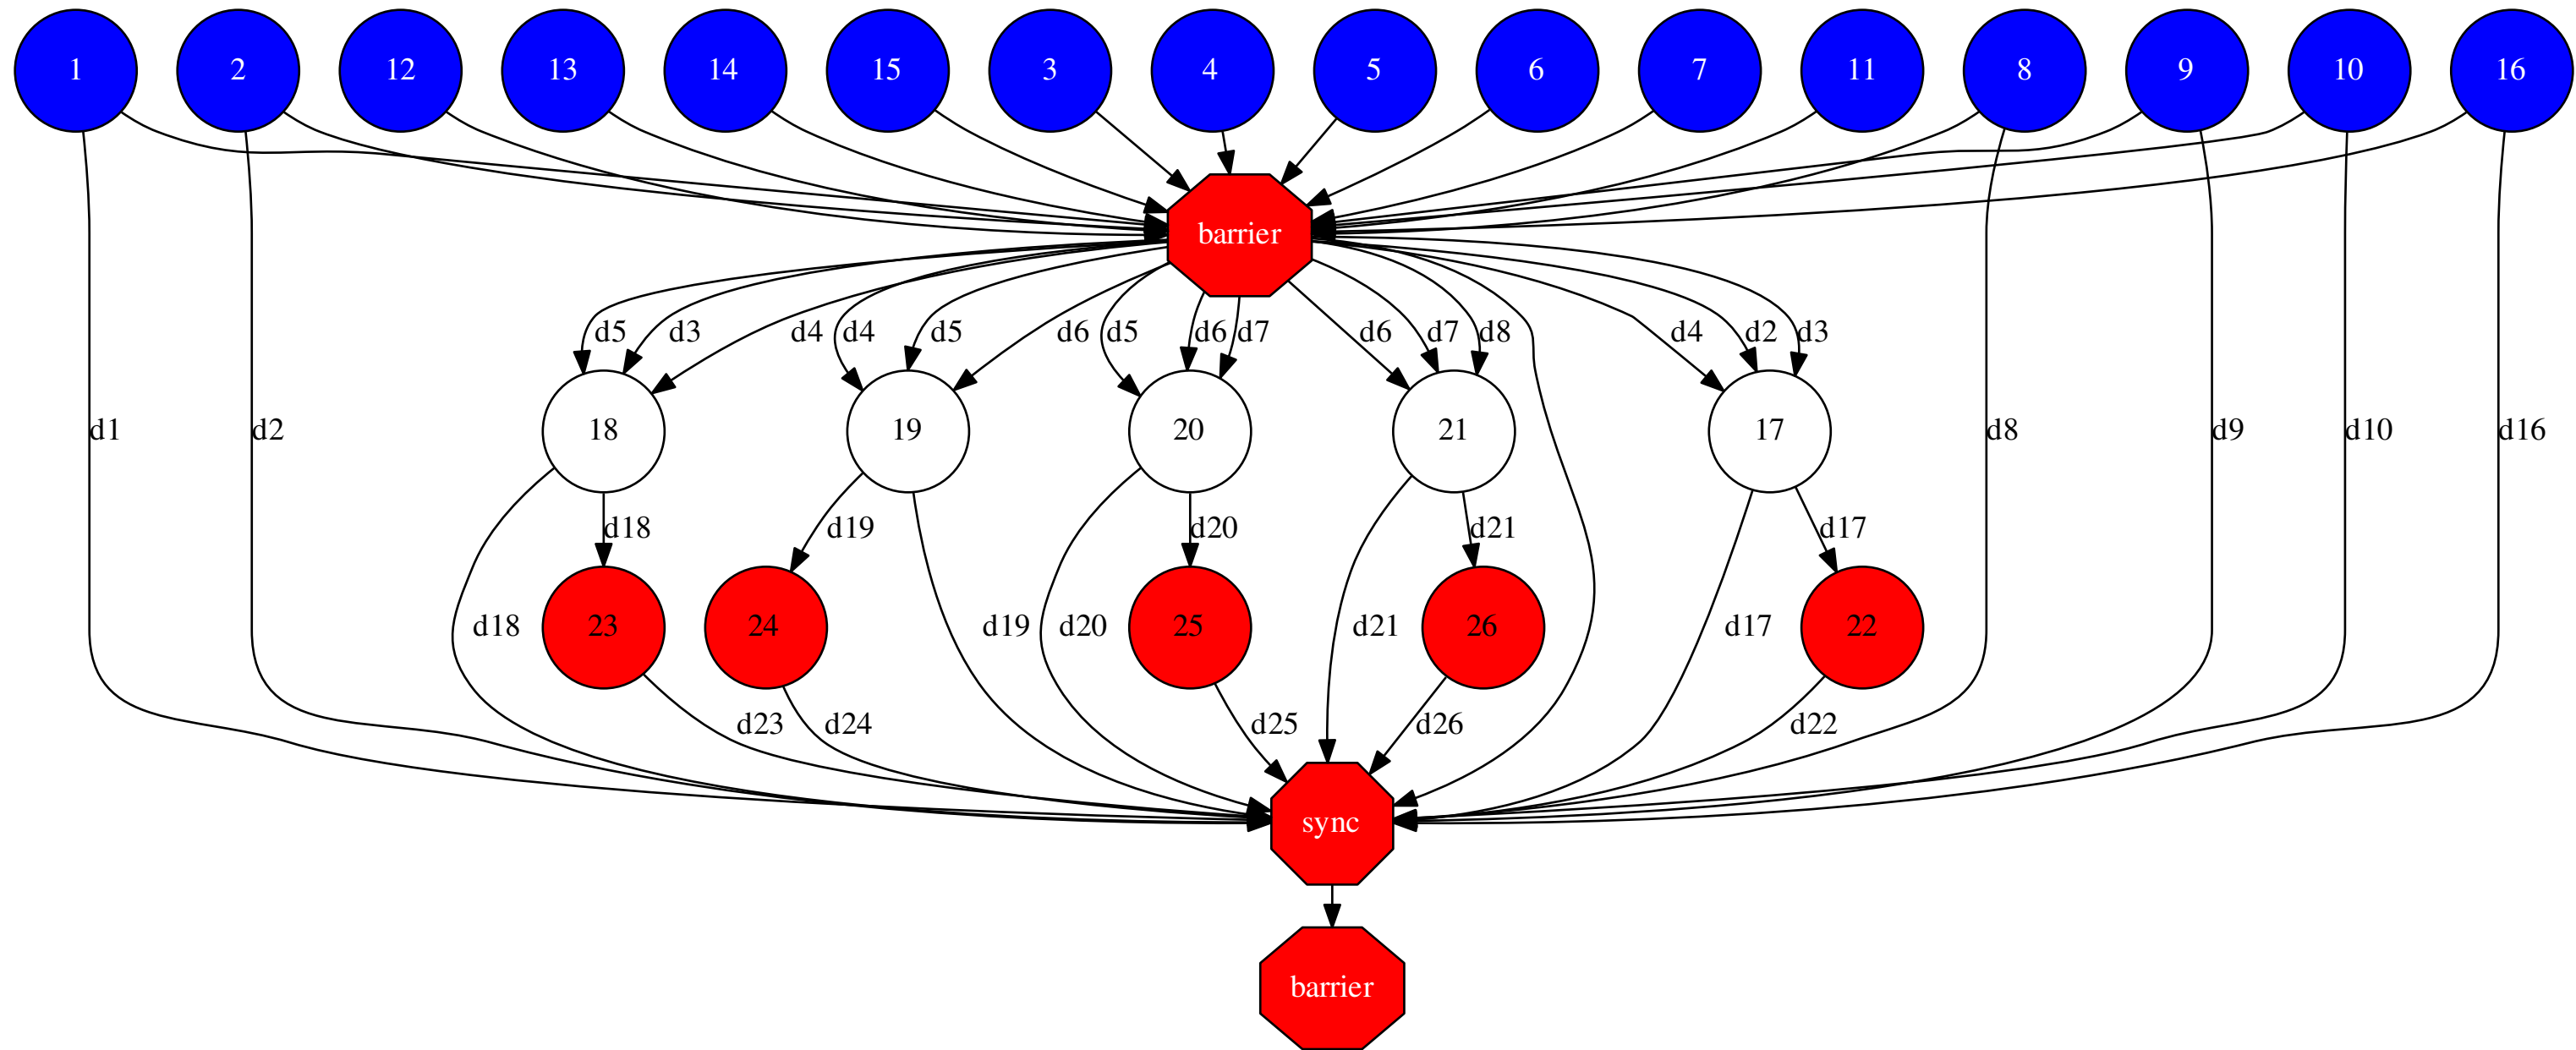 1 2 12 13 14 15 3 4 5 6 7 11 8 9 10 16
barrier
d5 d3 d4 d4 d5 d6 d5 d6 d7 d6 d7 d8 d4 d2 d3
d1 d2 18 19 20 21 17 d8 d9 d10 d16
d18 d19 d20 d21 d17
d18 23 24 d19 d20 25 d21 26 d17 22
d23 d24 d25 d26 d22
sync
barrier